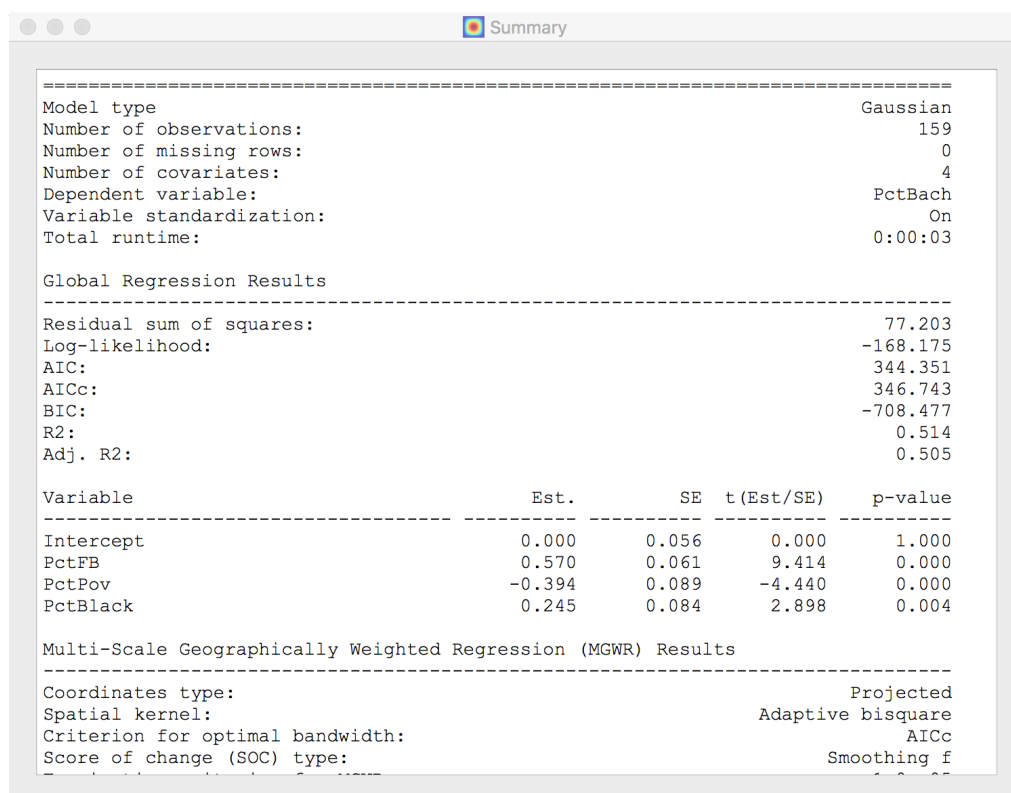 Summary
================================================================================
Model type Gaussian
Number of observations: 159
Number of missing rows: 0
Number of covariates: 4
Dependent variable: PctBach
Variable standardization: On
Total runtime: 0:00:03
Global Regression Results
--------------------------------------------------------------------------------
Residual sum of squares: 77.203
Log-likelihood: -168.175
AIC: 344.351
AICc: 346.743
BIC: -708.477
R2: 0.514
Adj. R2: 0.505
Variable Est. SE t(Est/SE) p-value
------------------------------------ ---------- ---------- ---------- ----------
Intercept 0.000 0.056 0.000 1.000
PctFB 0.570 0.061 9.414 0.000
PctPov -0.394 0.089 -4.440 0.000
PctBlack 0.245 0.084 2.898 0.004
Multi-Scale Geographically Weighted Regression (MGWR) Results
--------------------------------------------------------------------------------
Coordinates type: Projected
Spatial kernel: Adaptive bisquare
Criterion for optimal bandwidth: AICc
Score of change (SOC) type: Smoothing f